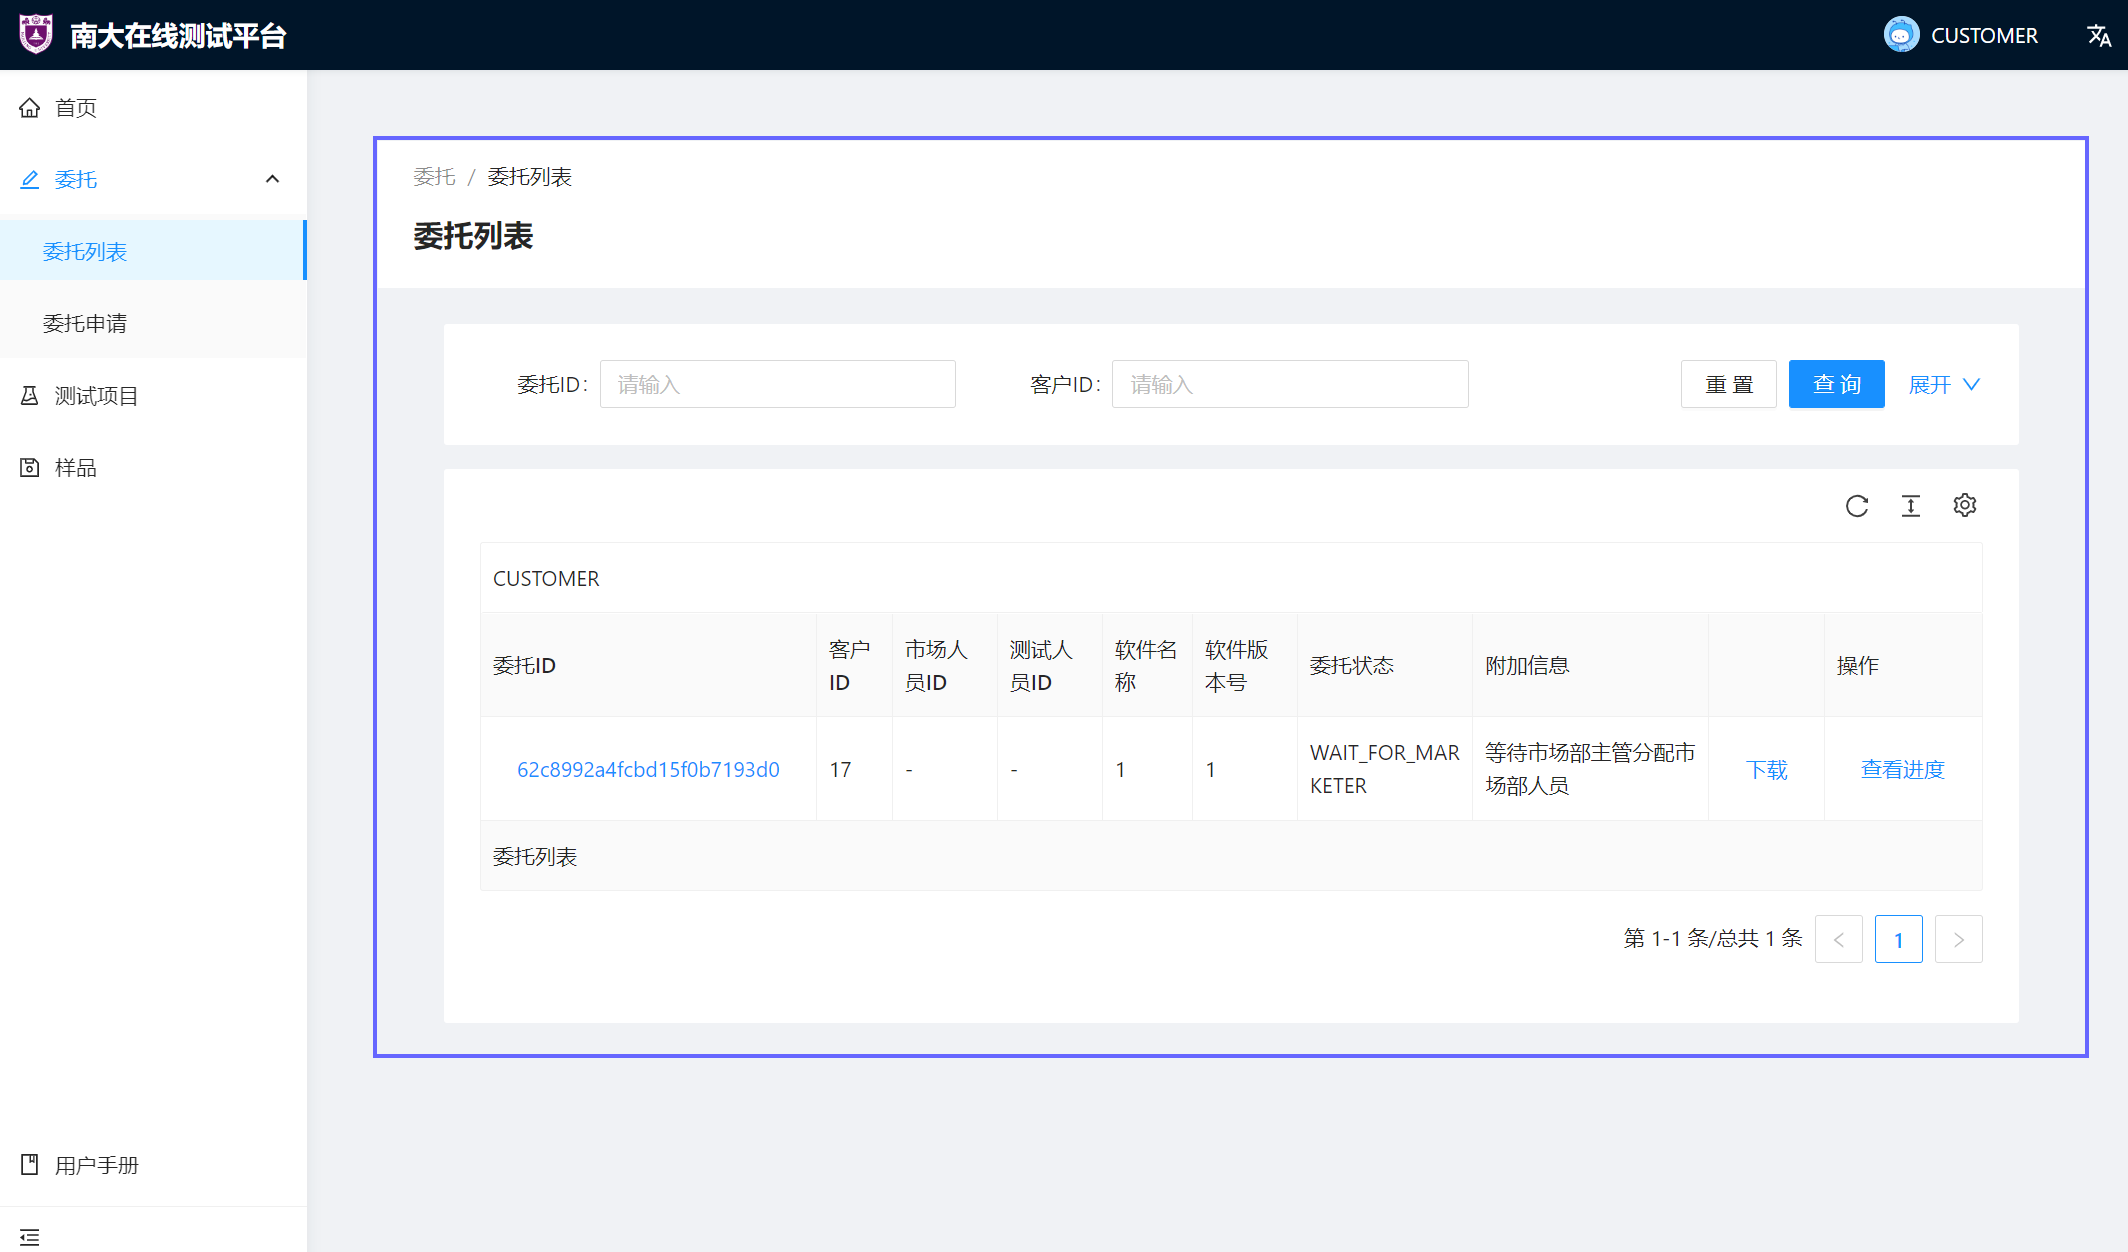 南大在线测试平台
CUSTOMER
首页
委托
委托列表
委托申请
测试项目
样品
用户手册
委托 / 委托列表
委托列表
委托ID: 请输入
客户ID: 请输入
重 置
查 询
展开
CUSTOMER
委托ID
客户
ID
市场人
员ID
测试人
员ID
软件名
称
软件版
本号
委托状态
附加信息
操作
62c8992a4fcbd15f0b7193d0
17
-
-
1
1
WAIT_FOR_MAR
KETER
等待市场部主管分配市
场部人员
下载
查看进度
委托列表
第 1-1 条/总共 1 条
< 1 >